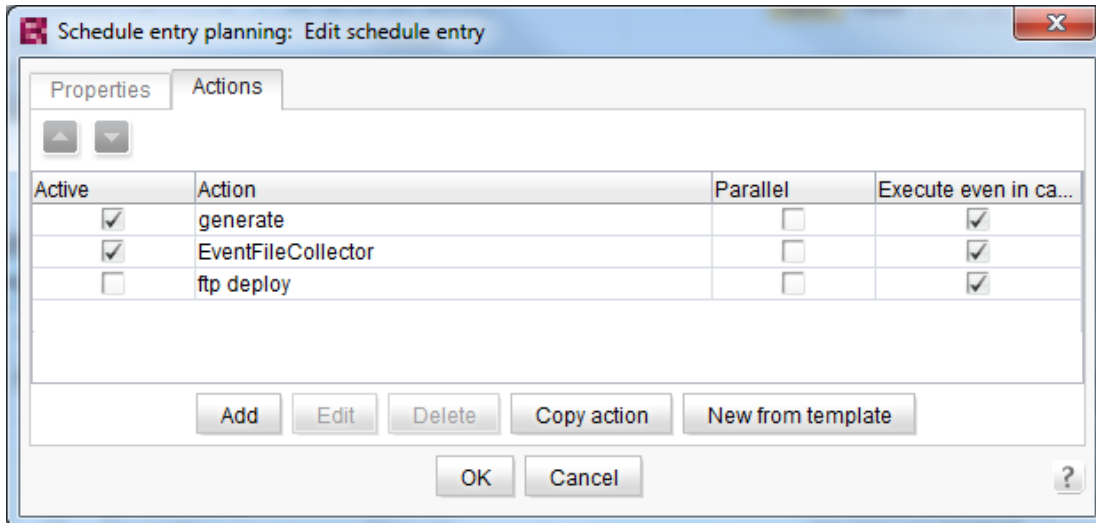 Schedule entry planning: Edit schedule entry
Properties Actions
Active Action Parallel Execute even in ca...
generate
EventFileCollector
ftp deploy
Add Edit Delete Copy action New from template
OK Cancel ?